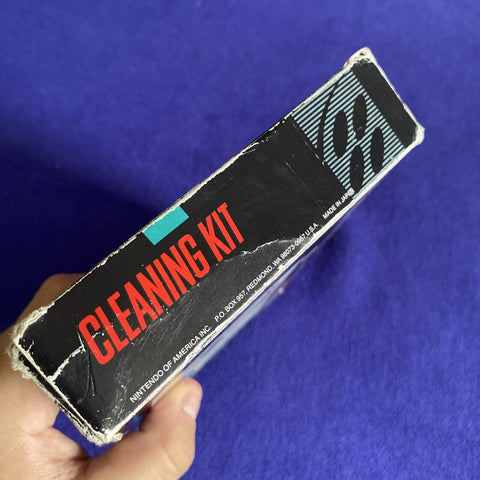 CLEANING KIT
NINTENDO OF AMERICA INC. P.O. BOX 957, REDMOND, WA 98073-0957 U.S.A. MADE IN JAPAN